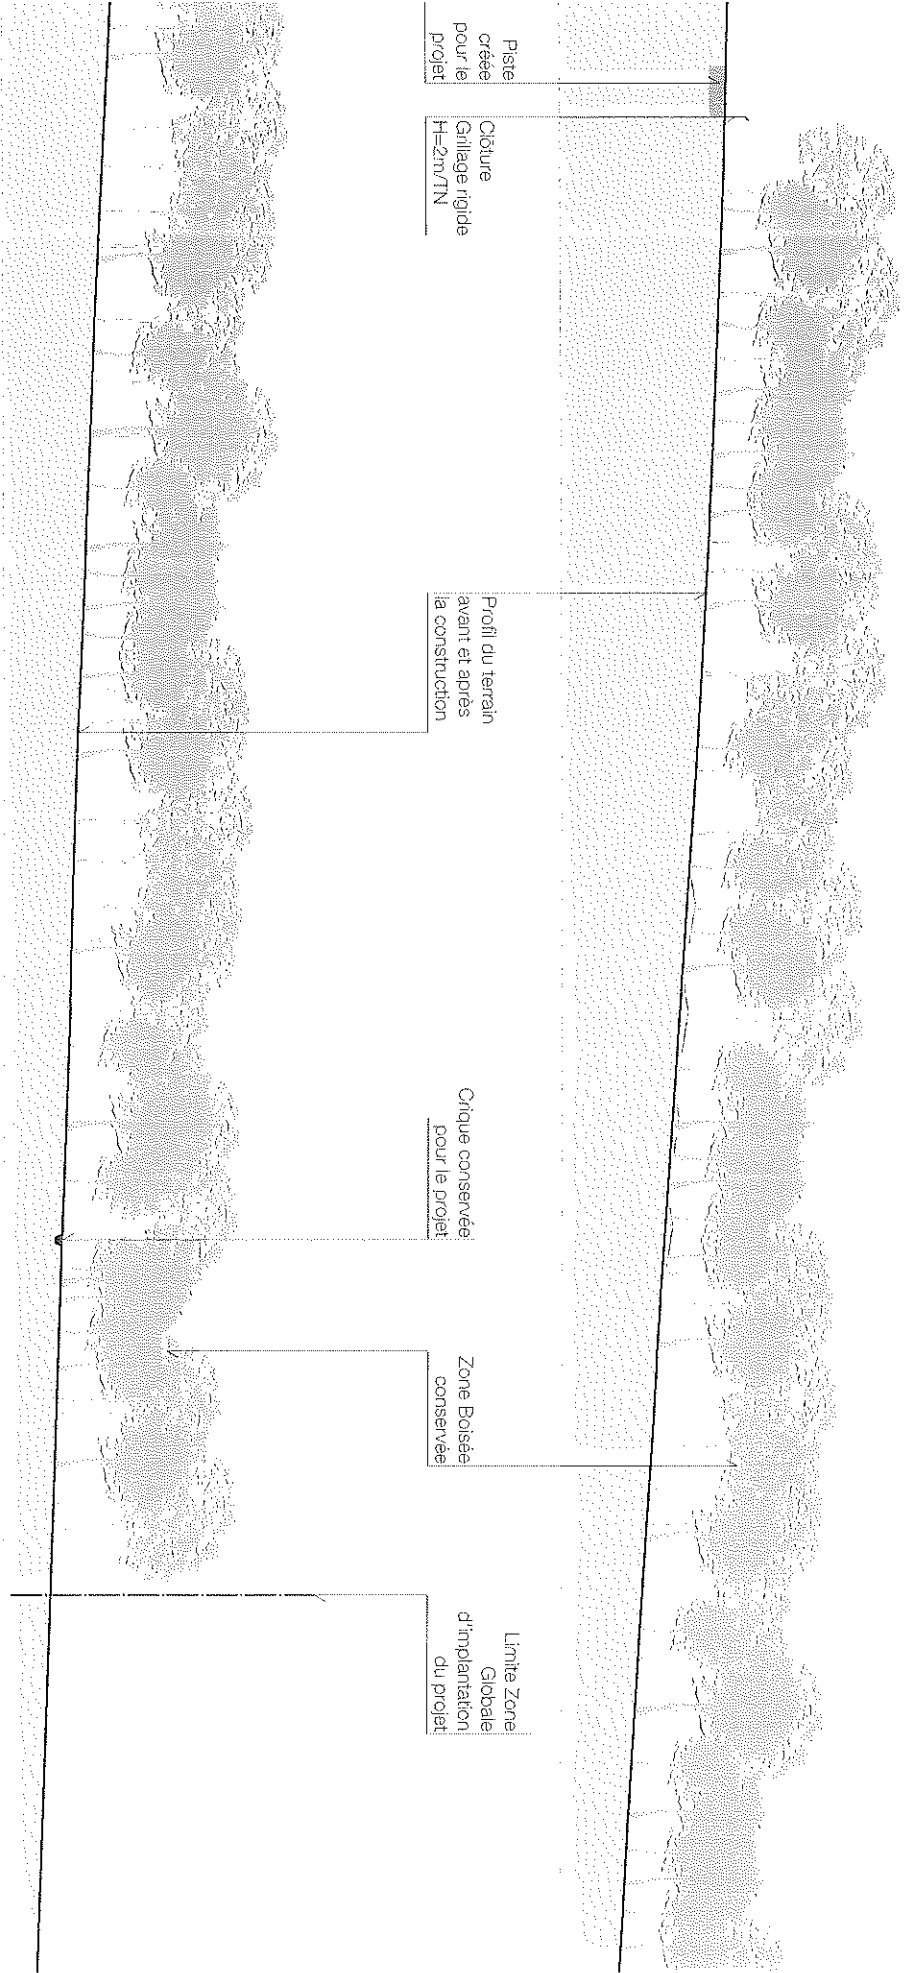 Piste
créée
pour le
projet
Clôture
Grillage rigide
H=2m/TN
Profil du terrain
avant et après
la construction
Crique conservée
pour le projet
Zone Boisée
conservée
Limite Zone
Globale
d'implantation
du projet